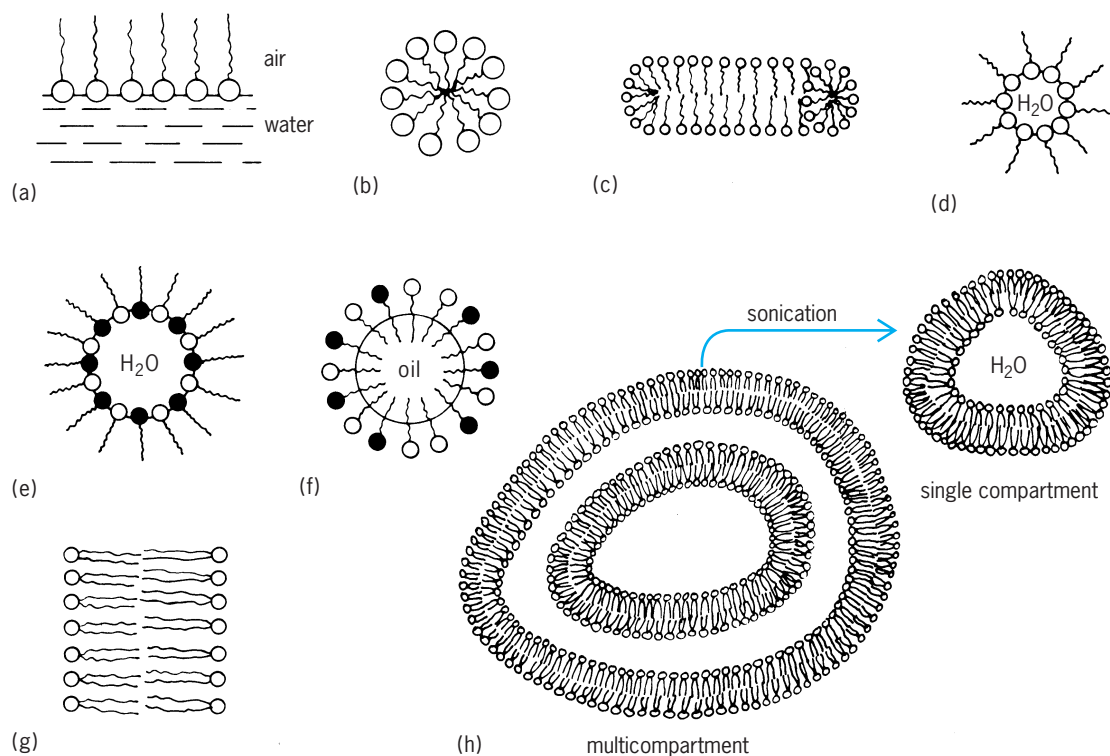 air
water
(a)
(b)
(c)
H₂O
(d)
H₂O
(e)
oil
(f)
sonication
H₂O
single compartment
(g)
(h)
multicompartment